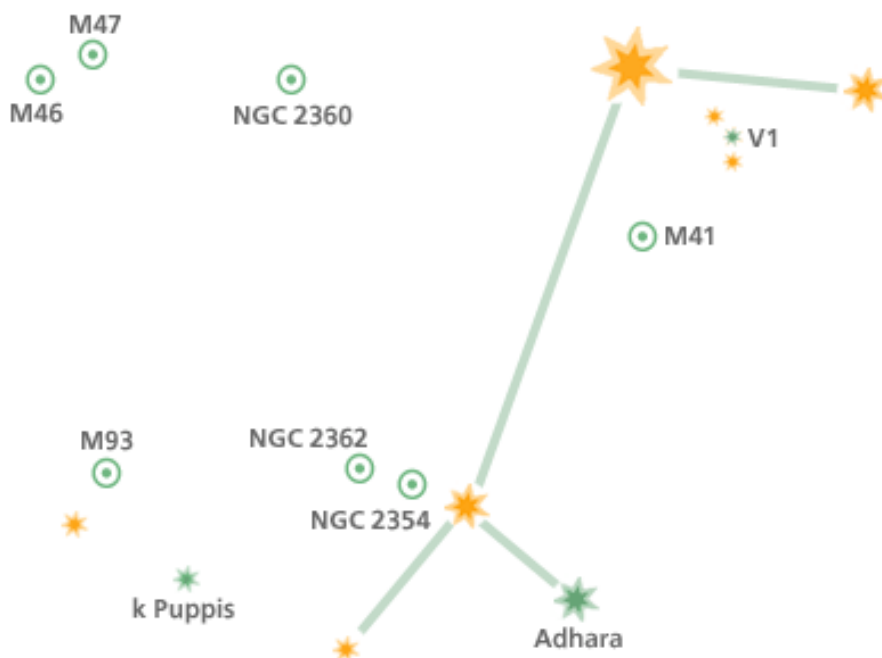 M47
M46
NGC 2360
V1
M41
M93
NGC 2362
NGC 2354
k Puppis
Adhara